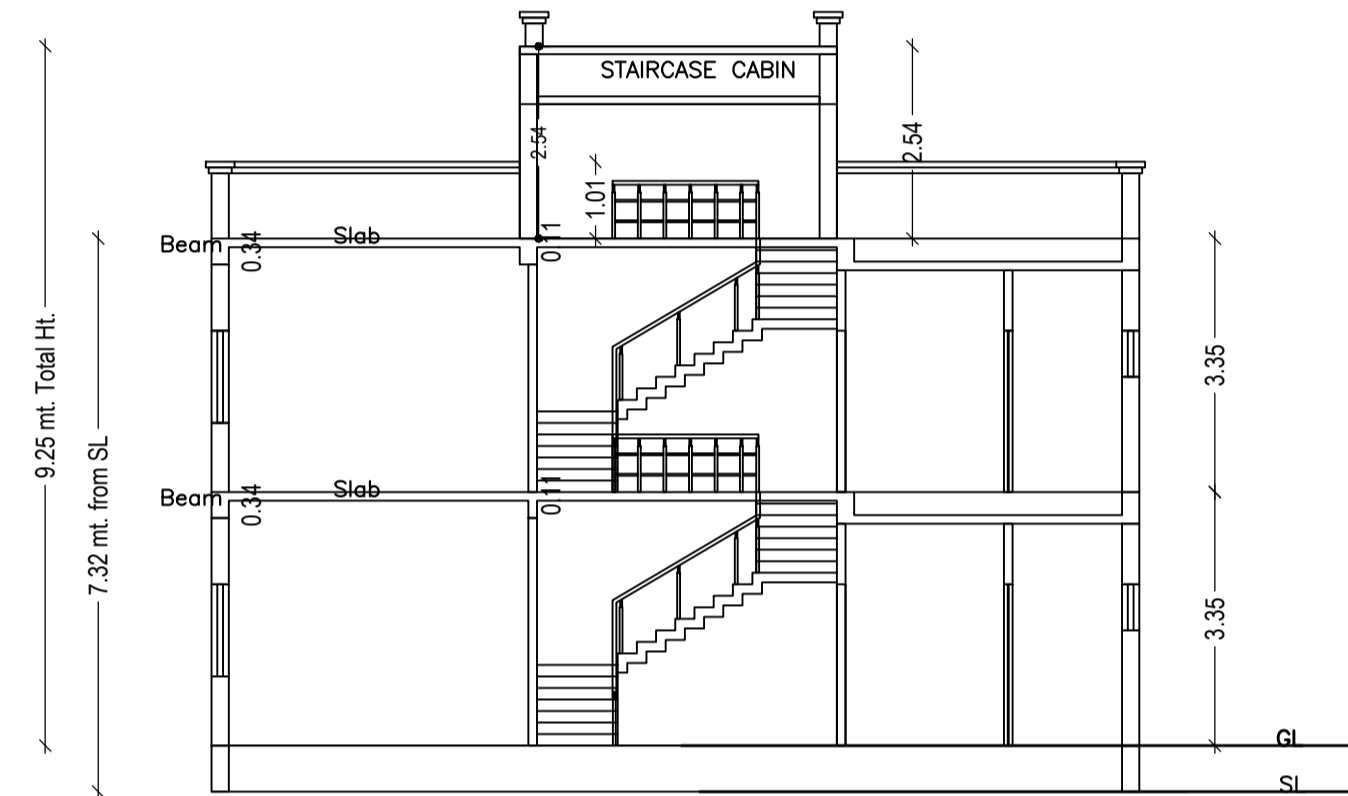 STAIRCASE CABIN
2.54
2.54
1.01
Beam
0.34
Slab
0.11
9.25 mt. Total Ht.
7.32 mt. from SL
3.35
Beam
0.34
Slab
0.11
3.35
GL
SL